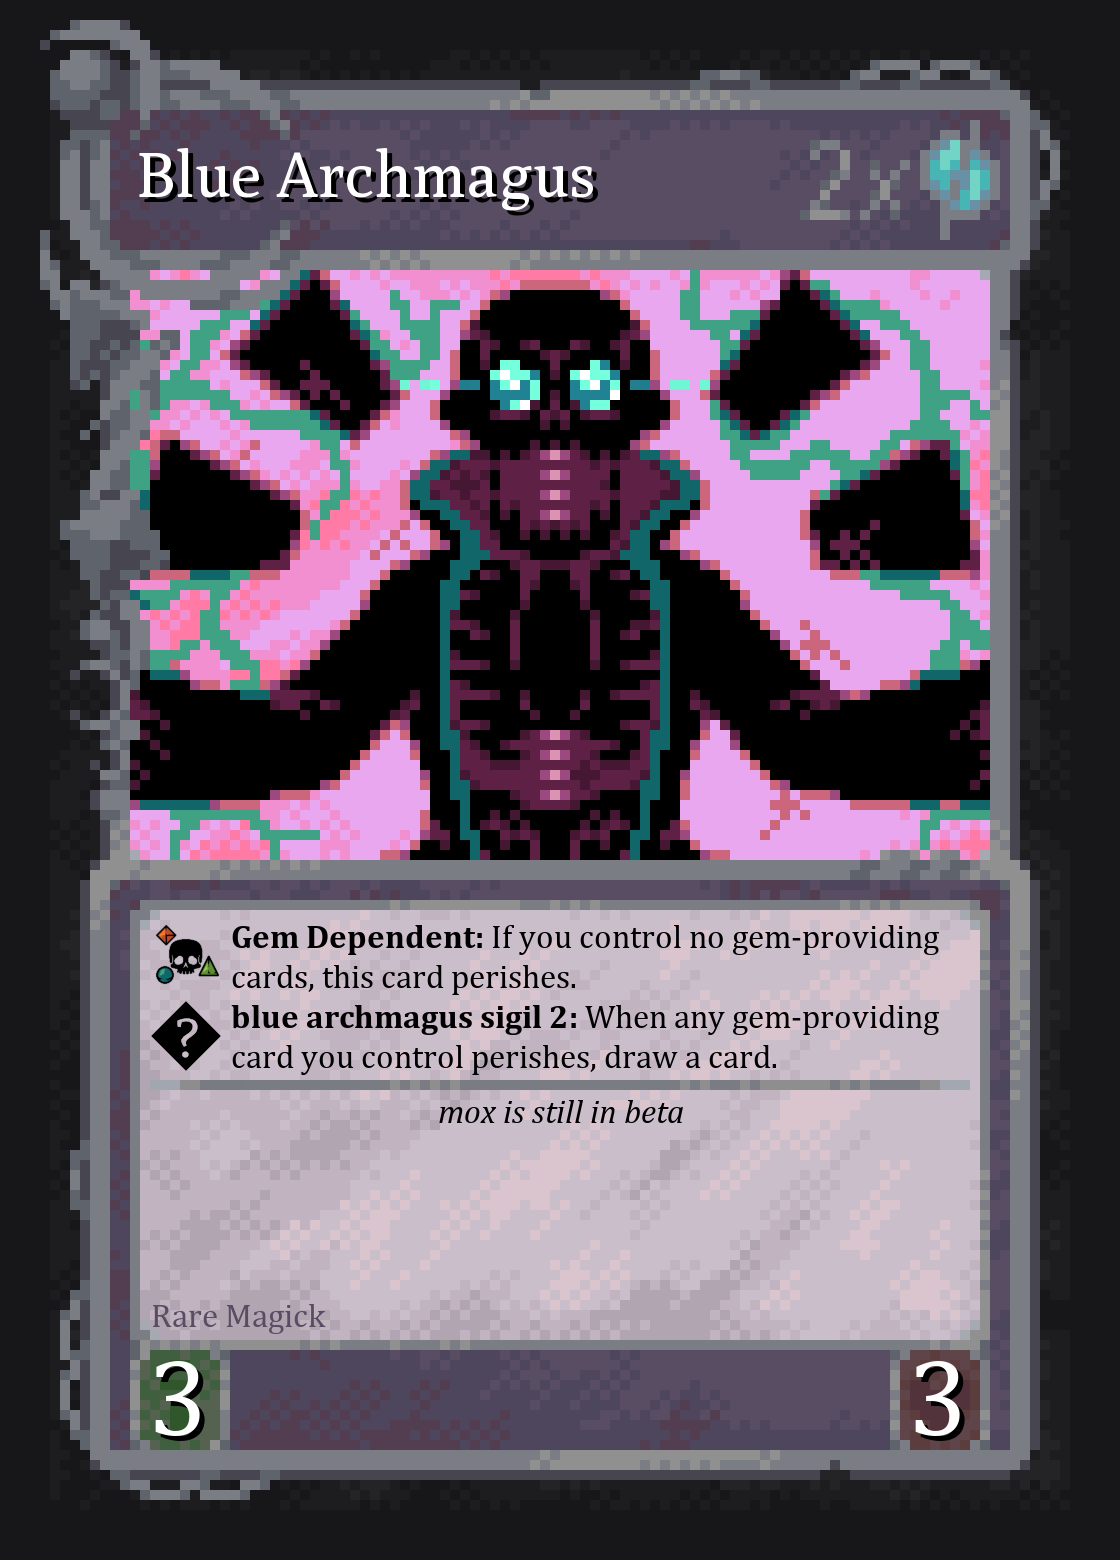 Blue Archmagus 2x
Gem Dependent: If you control no gem-providing
cards, this card perishes.
? blue archmagus sigil 2: When any gem-providing
card you control perishes, draw a card.
mox is still in beta
Rare Magick
3 3